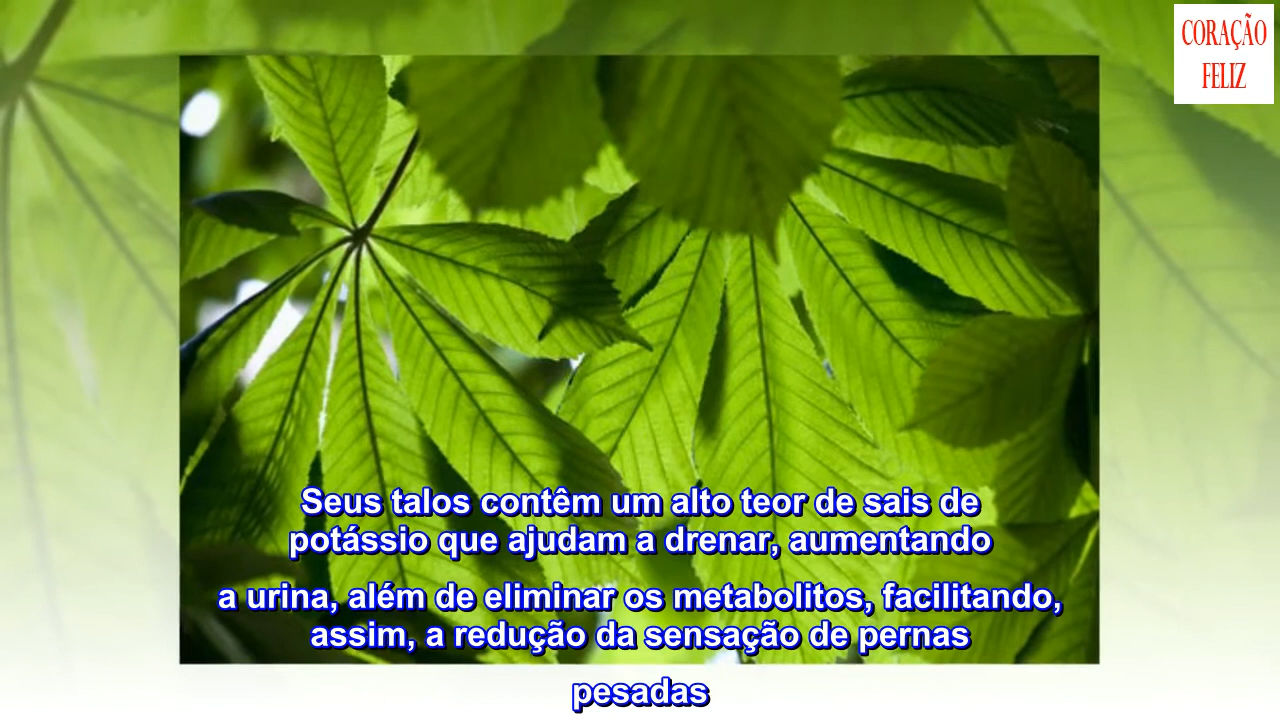 CORAÇÃO
FELIZ
Seus talos contêm um alto teor de sais de
potássio que ajudam a drenar, aumentando
a urina, além de eliminar os metabolitos, facilitando,
assim, a redução da sensação de pernas
pesadas